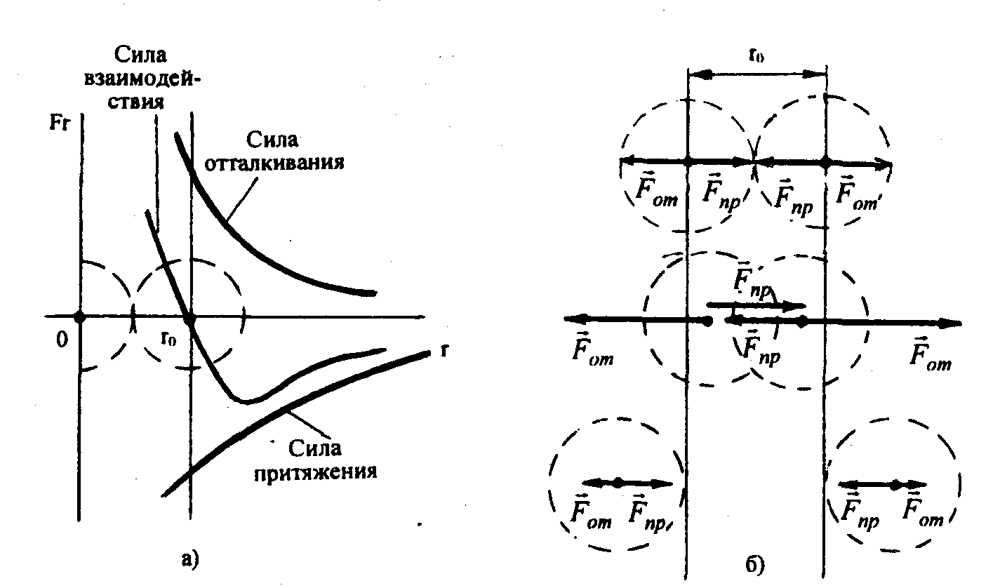 Сила
взаимодей-
ствия
Fr
Сила
отталкивания
0
r₀
r
Сила
притяжения
а)
r₀
F⃗от F⃗пр F⃗пр F⃗от'
F⃗пр
F⃗от F⃗пр F⃗от
F⃗от F⃗пр F⃗пр F⃗от
б)